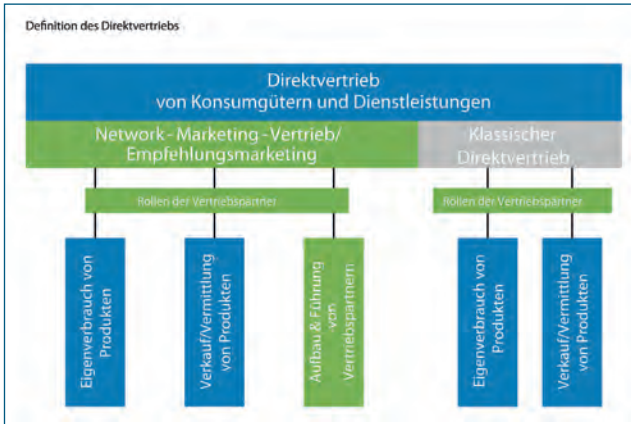 Definition des Direktvertriebs
Direktvertrieb
von Konsumgütern und Dienstleistungen
Network - Marketing - Vertrieb/
Empfehlungsmarketing
Klassischer
Direktvertrieb
Rollen der Vertriebspartner
Rollen der Vertriebspartner
Eigenverbrauch von
Produkten
Verkauf/Vermittlung
von Produkten
Aufbau & Führung
von
Vertriebspartnern
Eigenverbrauch von
Produkten
Verkauf/Vermittlung
von Produkten